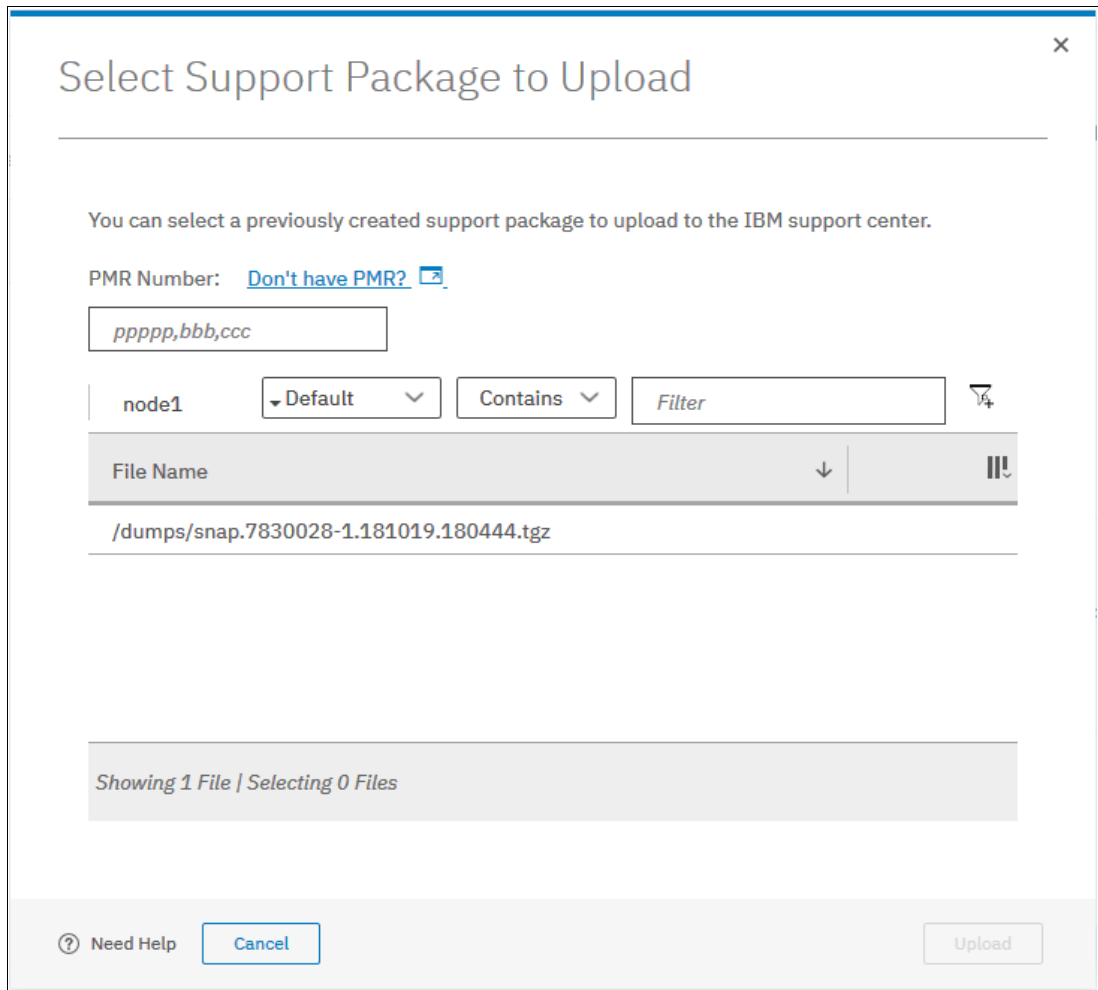 Select Support Package to Upload
You can select a previously created support package to upload to the IBM support center.
PMR Number: Don't have PMR?
ppppp,bbb,ccc
node1 Default Contains Filter
File Name
/dumps/snap.7830028-1.181019.180444.tgz
Showing 1 File | Selecting 0 Files
Need Help Cancel Upload